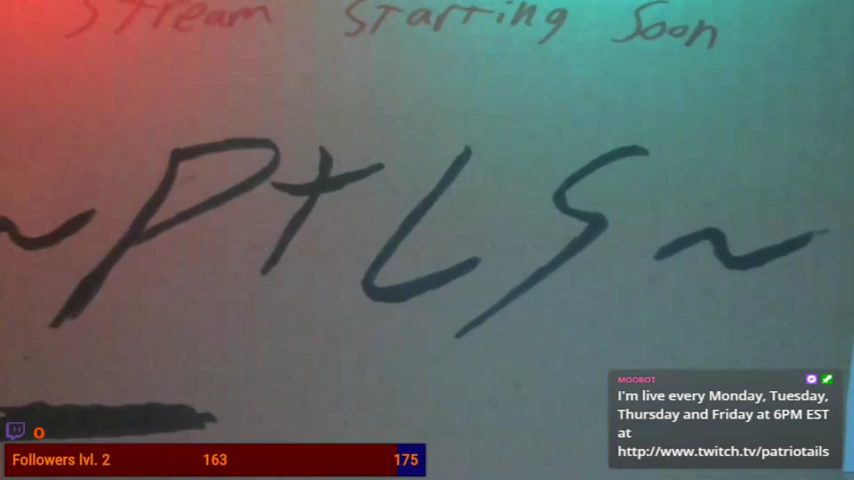 Stream Starting Soon
~PtLS~
MOOBOT
I'm live every Monday, Tuesday,
Thursday and Friday at 6PM EST
at
http://www.twitch.tv/patriotails
0
Followers lvl. 2 163 175